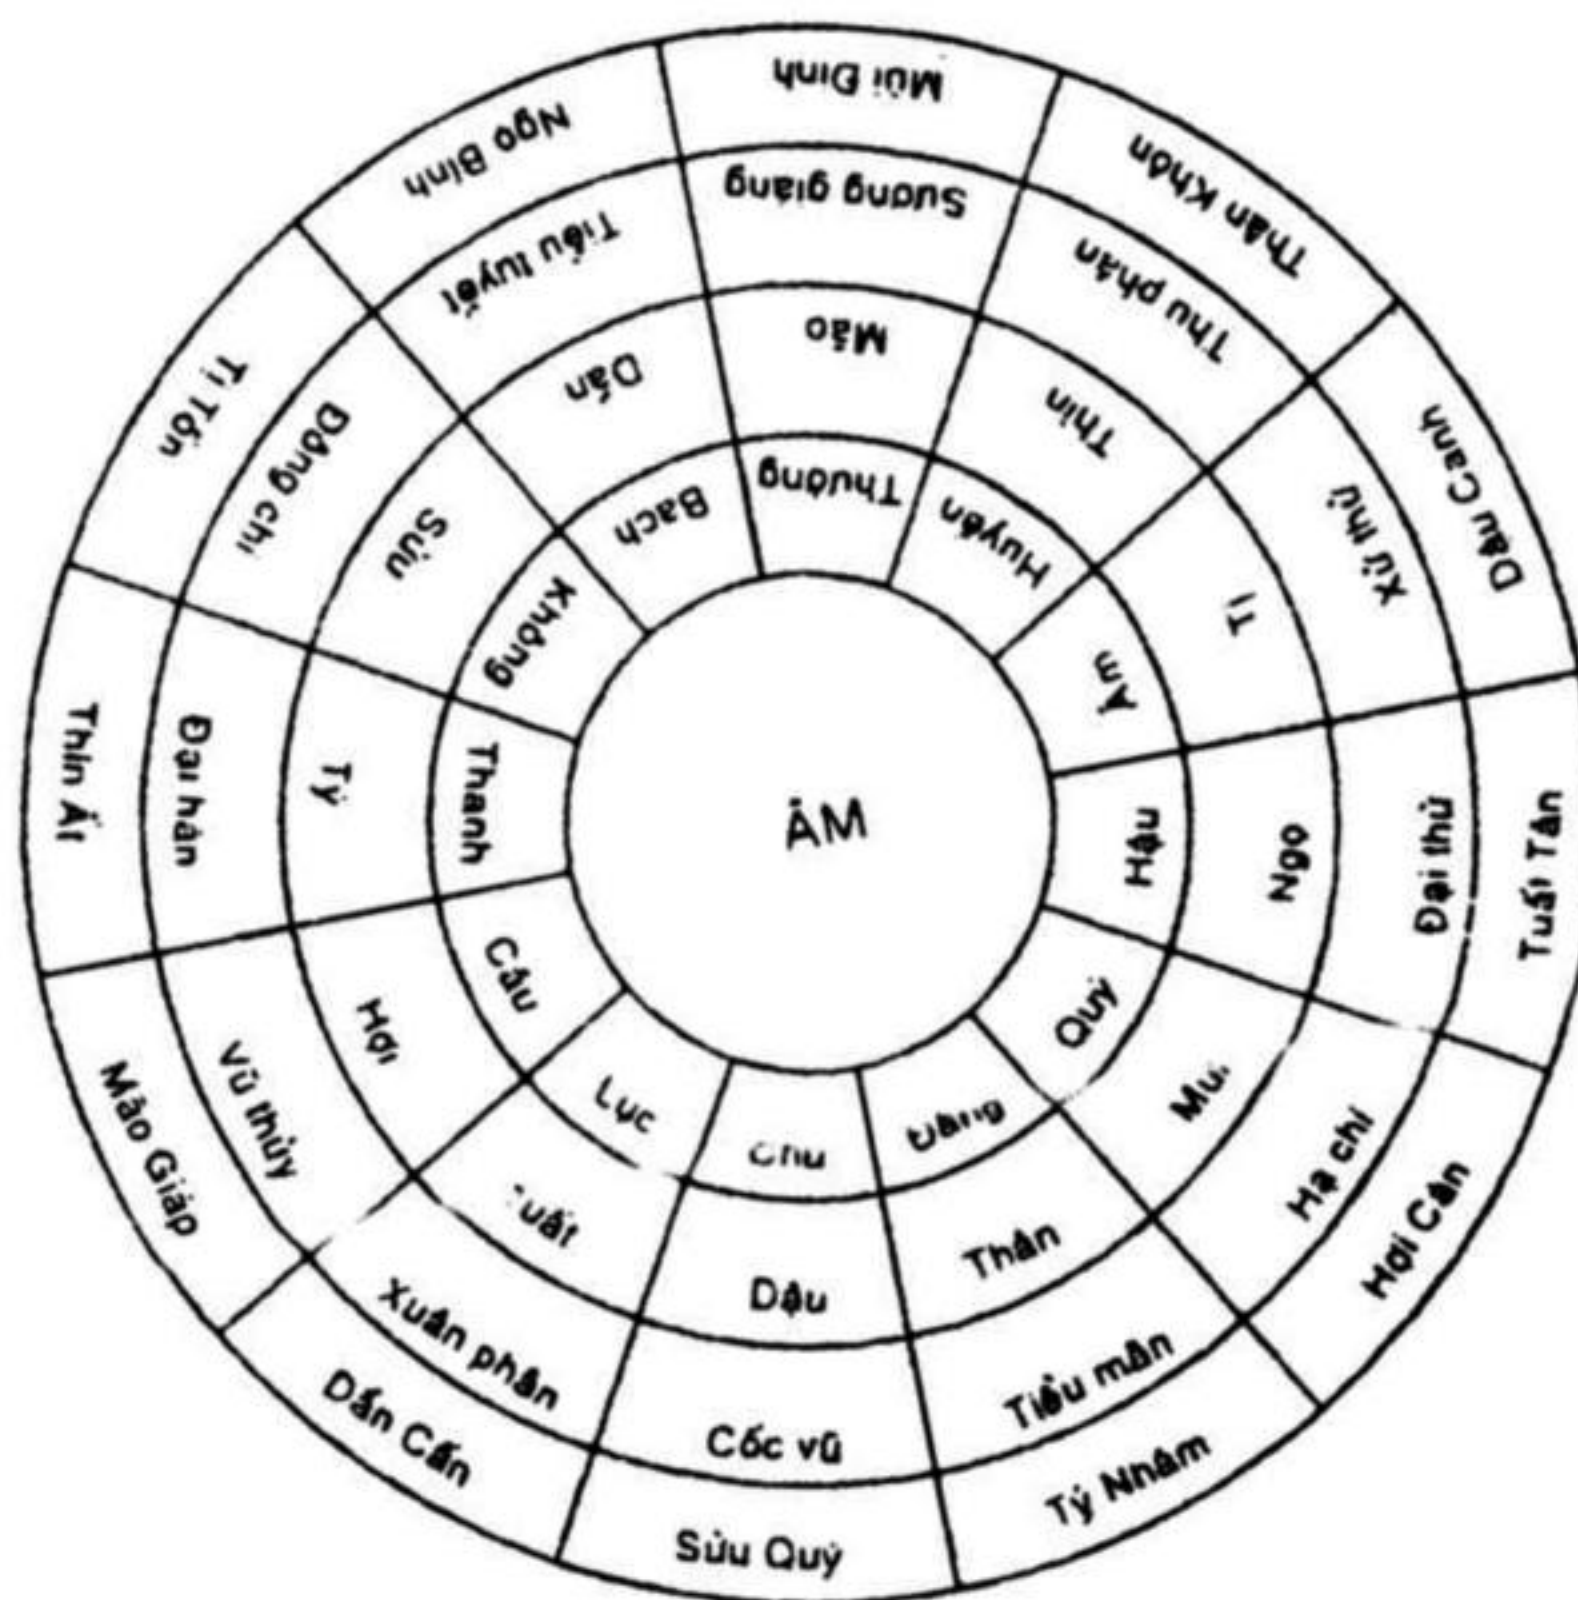 Mùi Đinh
Thân Khôn
Dậu Canh
Tuất Tân
Hợi Càn
Tý Nhâm
Sửu Quý
Dần Cấn
Mão Giáp
Thìn Ất
Tị Tốn
Ngọ Bính
Sương giáng
Thu phân
Xử thử
Đại thử
Hạ chí
Tiểu mãn
Cốc vũ
Xuân phân
Vũ thủy
Đại hàn
Đông chí
Tiểu tuyết
Mão
Thìn
Tị
Ngọ
Thân
Dậu
Hợi
Tý
Sửu
Dần
Thường
Huyền
Âm
Hậu
Quý
Lục
Câu
Thanh
Không
Bạch
ÂM